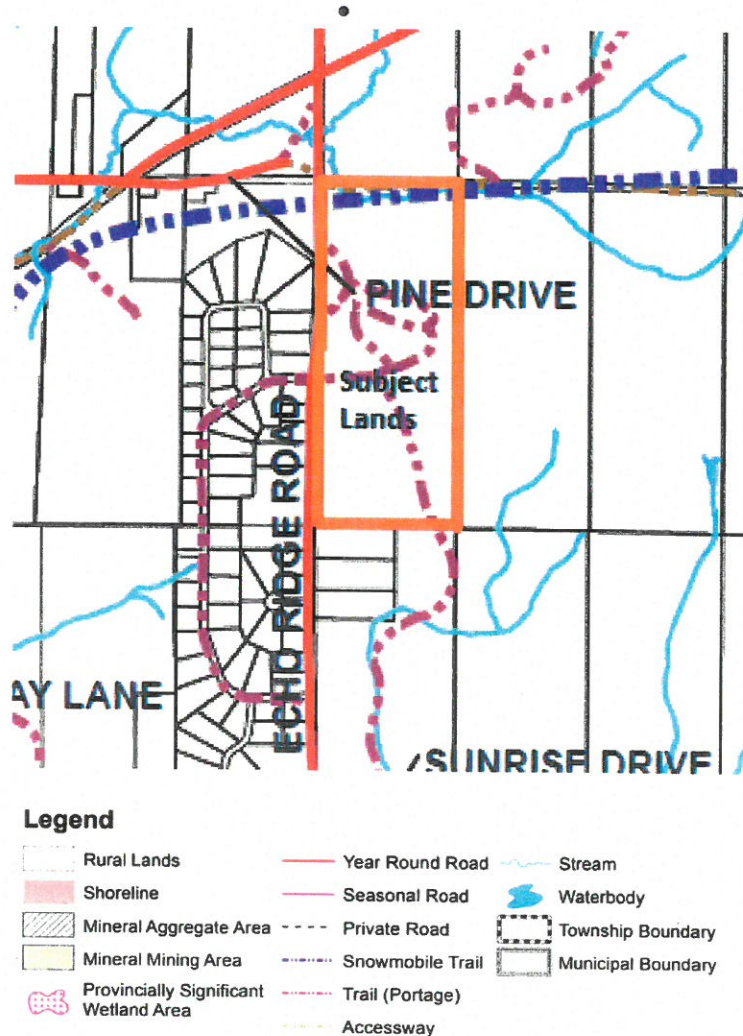 PINE DRIVE
Subject
Lands
ECHO RIDGE ROAD
AY LANE
SUNRISE DRIVE
Legend
Rural Lands
Shoreline
Mineral Aggregate Area
Mineral Mining Area
Provincially Significant
Wetland Area
Year Round Road
Seasonal Road
Private Road
Snowmobile Trail
Trail (Portage)
Accessway
Stream
Waterbody
Township Boundary
Municipal Boundary